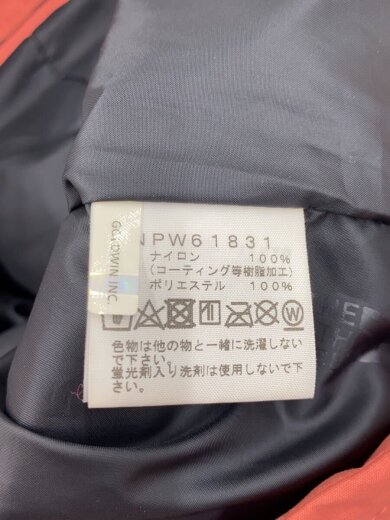 NPW61831
ナイロン 100%
(コーティング等樹脂加工)
ポリエステル 100%
色物は他の物と一緒に洗濯しない
で下さい。
蛍光剤入り洗剤は使用しないで下
さい。
GOLDWIN INC.